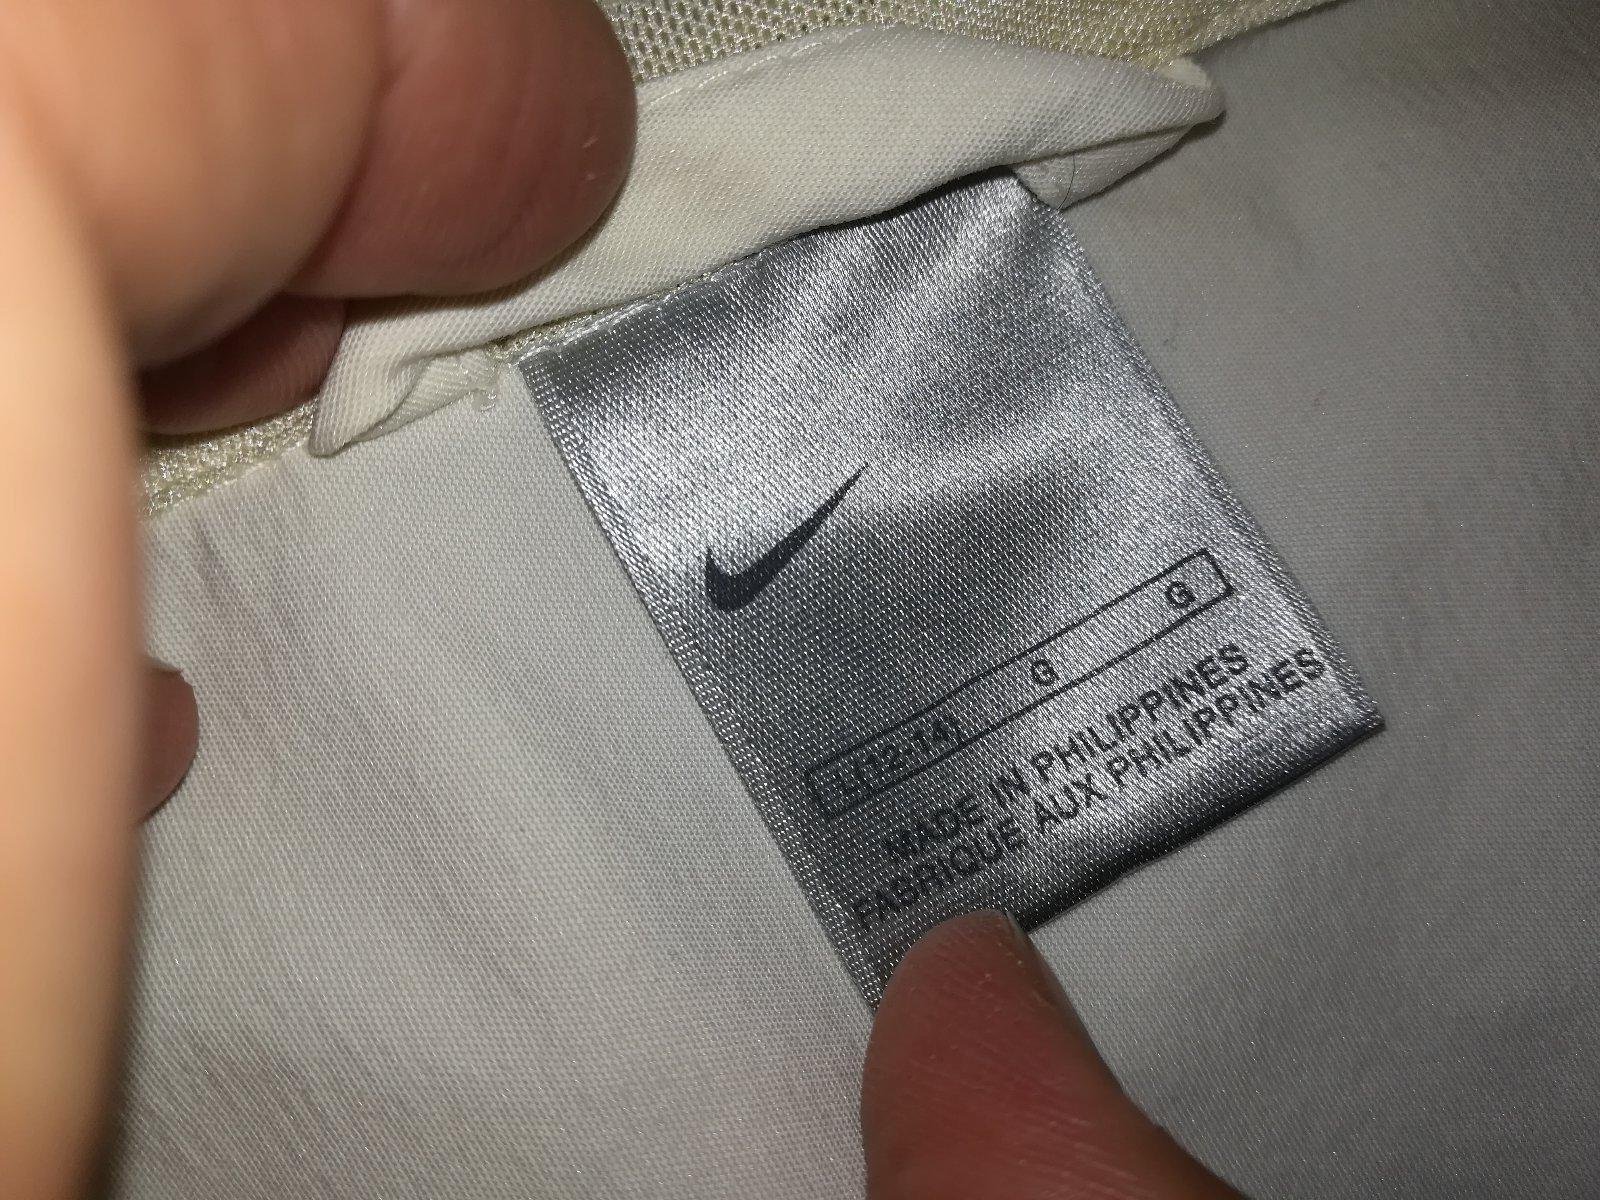 L (12-14) G G
MADE IN PHILIPPINES
FABRIQUE AUX PHILIPPINES